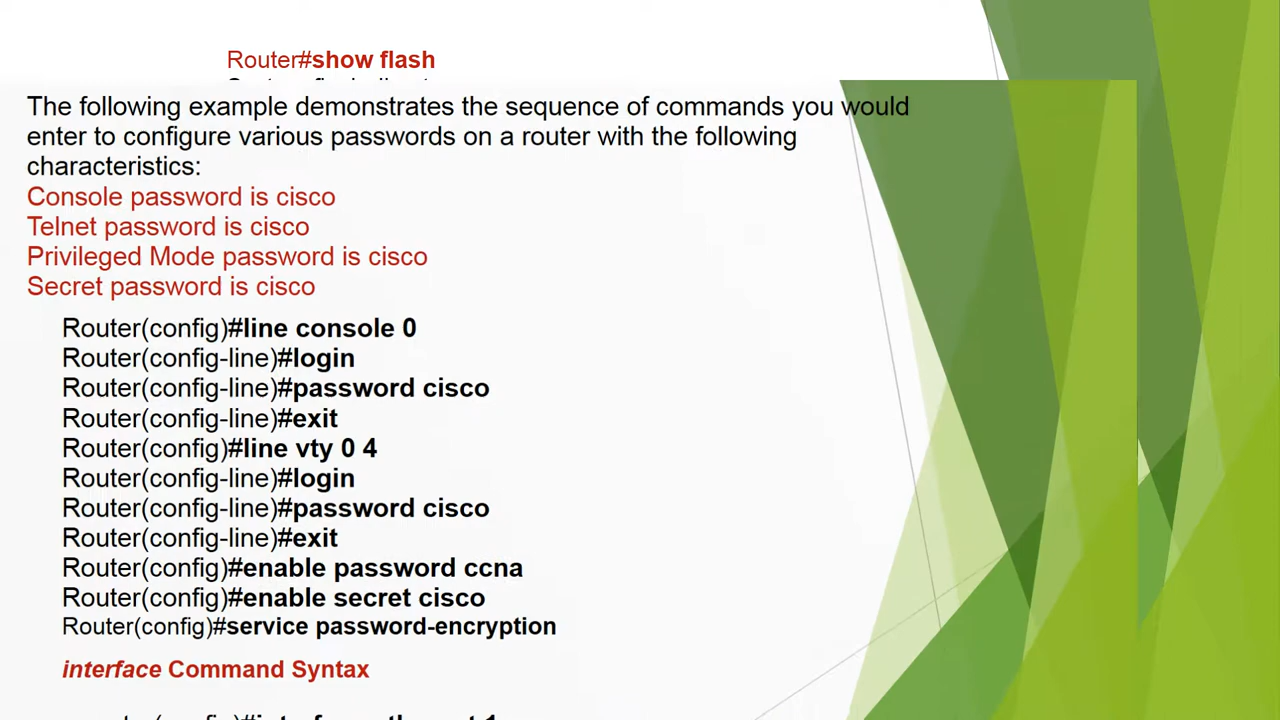 Router#show flash
The following example demonstrates the sequence of commands you would
enter to configure various passwords on a router with the following
characteristics:
Console password is cisco
Telnet password is cisco
Privileged Mode password is cisco
Secret password is cisco
Router(config)#line console 0
Router(config-line)#login
Router(config-line)#password cisco
Router(config-line)#exit
Router(config)#line vty 0 4
Router(config-line)#login
Router(config-line)#password cisco
Router(config-line)#exit
Router(config)#enable password ccna
Router(config)#enable secret cisco
Router(config)#service password-encryption
interface Command Syntax